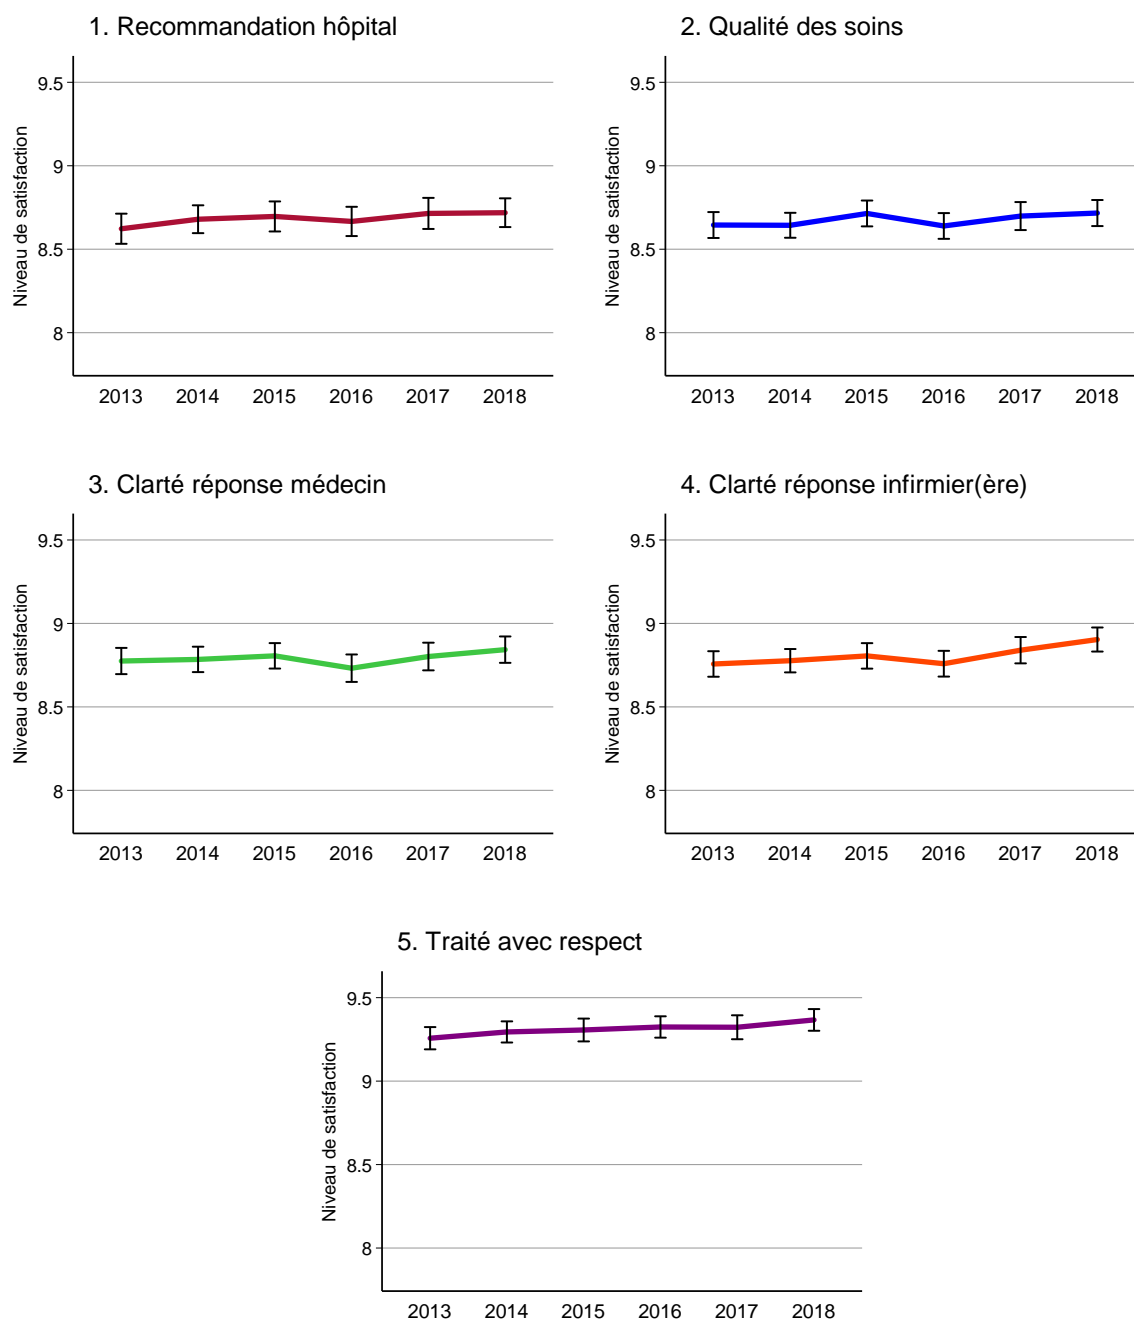 1. Recommandation hôpital
Niveau de satisfaction
9.5
9
8.5
8
2013 2014 2015 2016 2017 2018
2. Qualité des soins
Niveau de satisfaction
9.5
9
8.5
8
2013 2014 2015 2016 2017 2018
3. Clarté réponse médecin
Niveau de satisfaction
9.5
9
8.5
8
2013 2014 2015 2016 2017 2018
4. Clarté réponse infirmier(ère)
Niveau de satisfaction
9.5
9
8.5
8
2013 2014 2015 2016 2017 2018
5. Traité avec respect
Niveau de satisfaction
9.5
9
8.5
8
2013 2014 2015 2016 2017 2018